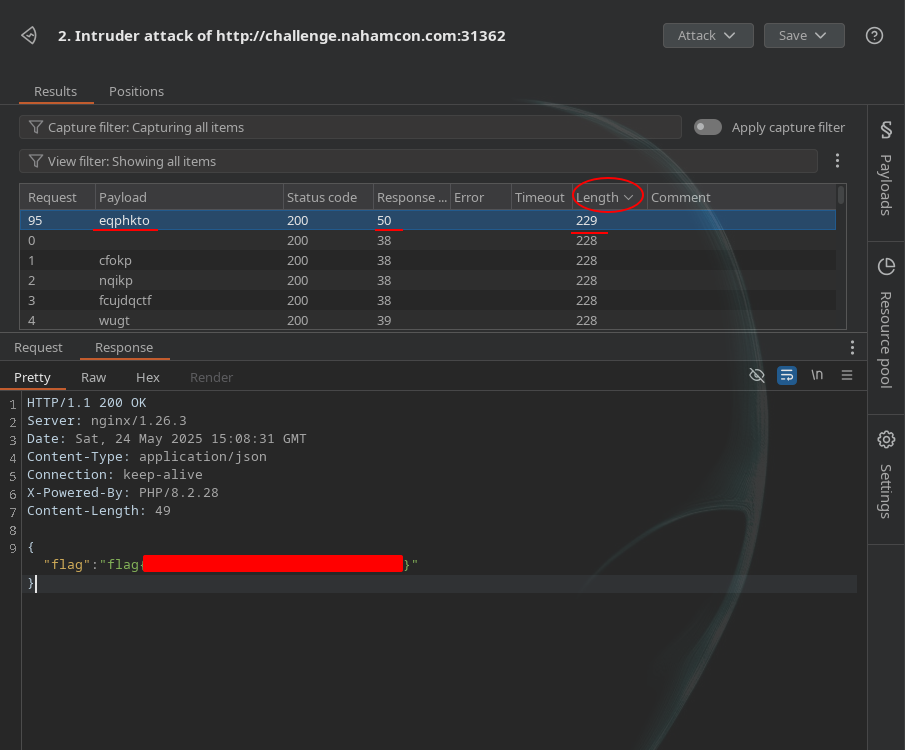 2. Intruder attack of http://challenge.nahamcon.com:31362
Attack
Save
Results
Positions
Capture filter: Capturing all items
Apply capture filter
View filter: Showing all items
Request Payload Status code Response ... Error Timeout Length Comment
95 eqphkto 200 50 229
0 200 38 228
1 cfokp 200 38 228
2 nqikp 200 38 228
3 fcujdqctf 200 38 228
4 wugt 200 39 228
Request
Response
Pretty Raw Hex Render
\n
1 HTTP/1.1 200 OK
2 Server: nginx/1.26.3
3 Date: Sat, 24 May 2025 15:08:31 GMT
4 Content-Type: application/json
5 Connection: keep-alive
6 X-Powered-By: PHP/8.2.28
7 Content-Length: 49
8
9 {
"flag":"flag{ }"
}
Payloads
Resource pool
Settings